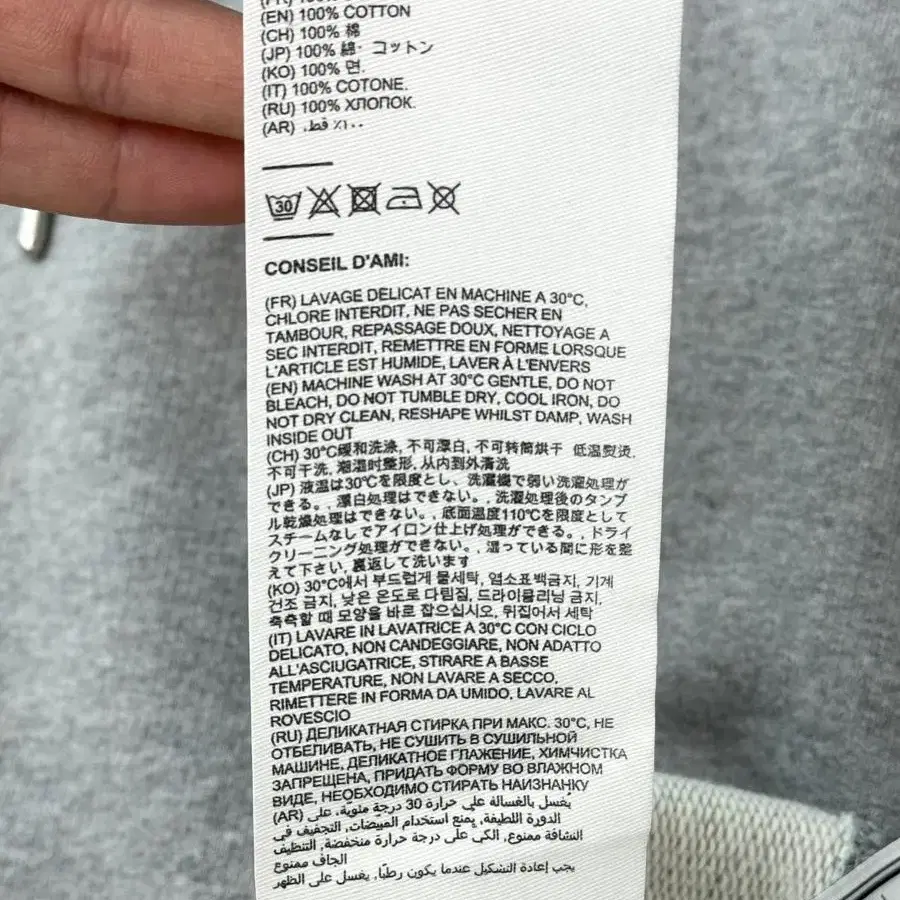 (EN) 100% COTTON
(CH) 100% 棉
(JP) 100% 綿・コットン
(KO) 100% 면.
(IT) 100% COTONE.
(RU) 100% ХЛОПОК.
(AR) .١٠٠٪ قطن
30
CONSEIL D'AMI:
(FR) LAVAGE DELICAT EN MACHINE A 30°C,
CHLORE INTERDIT, NE PAS SECHER EN
TAMBOUR, REPASSAGE DOUX, NETTOYAGE A
SEC INTERDIT, REMETTRE EN FORME LORSQUE
L'ARTICLE EST HUMIDE, LAVER À L'ENVERS
(EN) MACHINE WASH AT 30°C GENTLE, DO NOT
BLEACH, DO NOT TUMBLE DRY, COOL IRON, DO
NOT DRY CLEAN, RESHAPE WHILST DAMP, WASH
INSIDE OUT
(CH) 30°C缓和洗涤, 不可漂白, 不可转筒烘干 低温熨烫,
不可干洗, 潮湿时整形, 从内到外清洗
(JP) 液温は30℃を限度とし、洗濯機で弱い洗濯処理が
できる。, 漂白処理はできない。, 洗濯処理後のタンブ
ル乾燥処理はできない。, 底面温度110℃を限度として
スチームなしでアイロン仕上げ処理ができる。, ドライ
クリーニング処理ができない。, 湿っている間に形を整
えて下さい, 裏返して洗います
(KO) 30°C에서 부드럽게 물세탁, 염소표백금지, 기계
건조 금지, 낮은 온도로 다림질, 드라이클리닝 금지,
축축할 때 모양을 바로 잡으십시오, 뒤집어서 세탁
(IT) LAVARE IN LAVATRICE A 30°C CON CICLO
DELICATO, NON CANDEGGIARE, NON ADATTO
ALL'ASCIUGATRICE, STIRARE A BASSE
TEMPERATURE, NON LAVARE A SECCO,
RIMETTERE IN FORMA DA UMIDO, LAVARE AL
ROVESCIO
(RU) ДЕЛИКАТНАЯ СТИРКА ПРИ МАКС. 30°C, НЕ
ОТБЕЛИВАТЬ, НЕ СУШИТЬ В СУШИЛЬНОЙ
МАШИНЕ, ДЕЛИКАТНОЕ ГЛАЖЕНИЕ, ХИМЧИСТКА
ЗАПРЕЩЕНА, ПРИДАТЬ ФОРМУ ВО ВЛАЖНОМ
ВИДЕ, НЕОБХОДИМО СТИРАТЬ НАИЗНАНКУ
(AR) يُغسل بالغسالة على حرارة 30 درجة مئوية، على
الدورة اللطيفة, يُمنع استخدام المبيضات, التجفيف في
النشافة ممنوع, الكي على درجة حرارة منخفضة, التنظيف
الجاف ممنوع
يجب إعادة التشكيل عندما يكون رطبًا, يغسل على الظهر